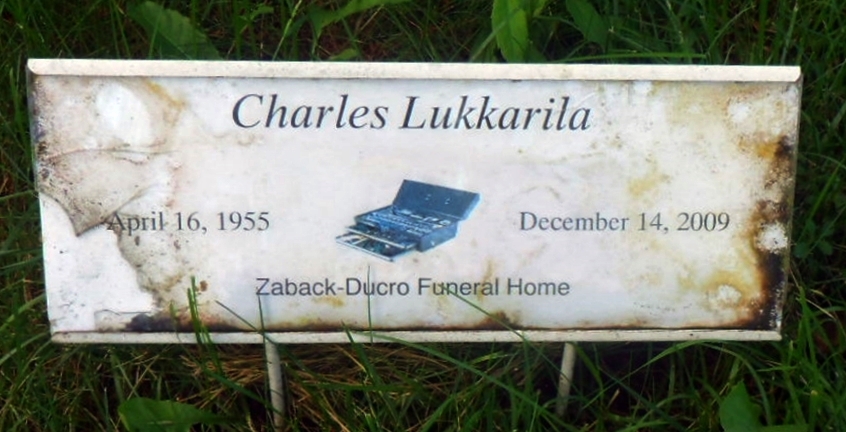 Charles Lukkarila
April 16, 1955
December 14, 2009
Zaback-Ducro Funeral Home